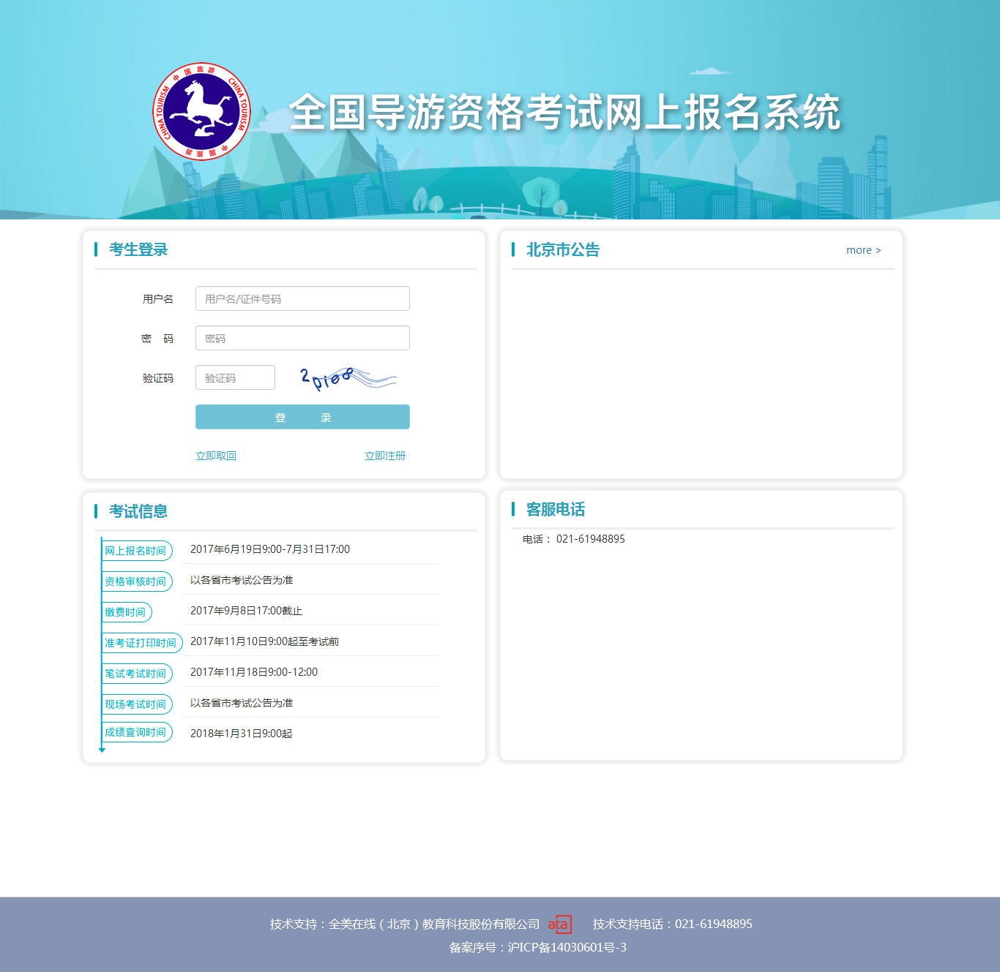 中国旅游
CHINA TOURISM
CHINA TOURISM
中国旅游
全国导游资格考试网上报名系统
考生登录
用户名
用户名/证件号码
密 码
密码
验证码
验证码
2pie8
登 录
立即取回
立即注册
北京市公告
more >
考试信息
网上报名时间
2017年6月19日9:00-7月31日17:00
资格审核时间
以各省市考试公告为准
缴费时间
2017年9月8日17:00截止
准考证打印时间
2017年11月10日9:00起至考试前
笔试考试时间
2017年11月18日9:00-12:00
现场考试时间
以各省市考试公告为准
成绩查询时间
2018年1月31日9:00起
客服电话
电话： 021-61948895
技术支持：全美在线（北京）教育科技股份有限公司 ata 技术支持电话：021-61948895
备案序号：沪ICP备14030601号-3